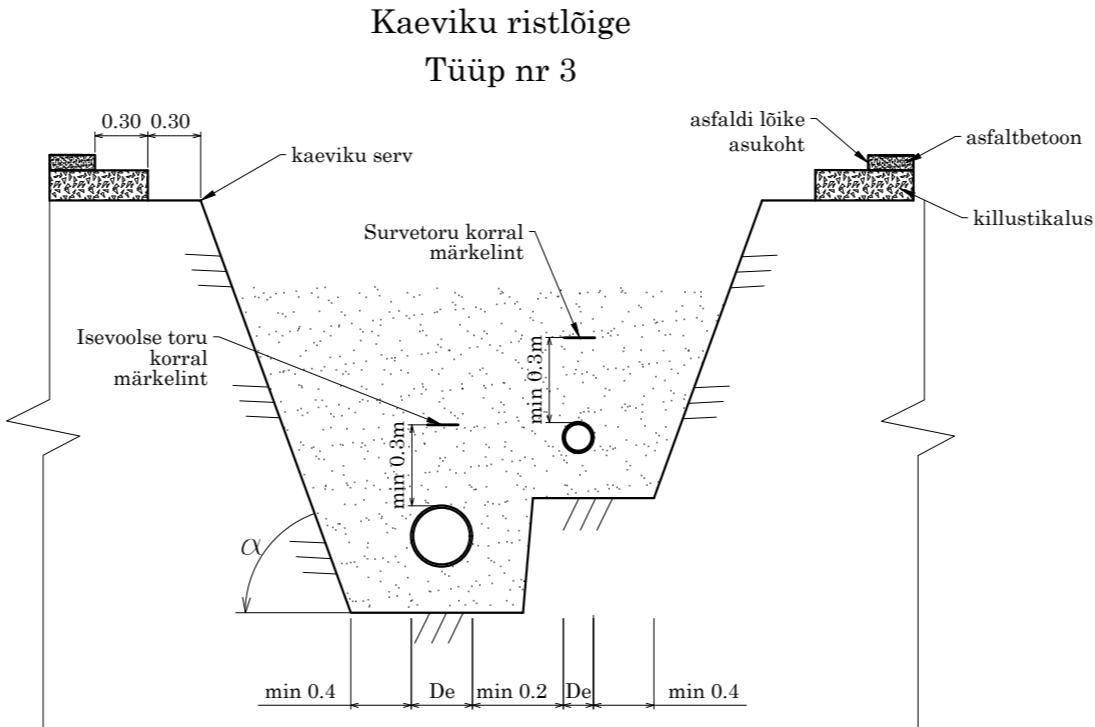 Kaeviku ristlõige
Tüüp nr 3
0.30
0.30
kaeviku serv
asfaldi lõike
asukoht
asfaltbetoon
killustikalus
Survetoru korral
märkelint
Isevoolse toru
korral
märkelint
min 0.3m
min 0.3m
α
min 0.4
De
min 0.2
De
min 0.4